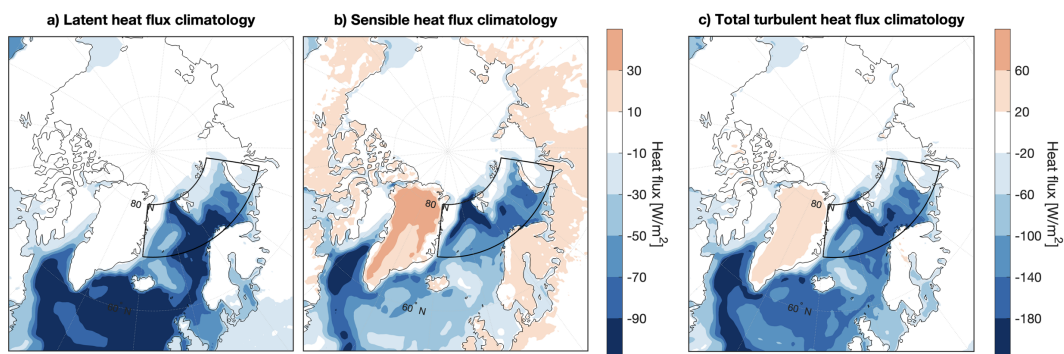 a) Latent heat flux climatology
b) Sensible heat flux climatology
c) Total turbulent heat flux climatology
80 N
60 N
80 N
60 N
30
10
-10
-30
-50
-70
-90
Heat flux [W/m²]
80 N
60 N
60
20
-20
-60
-100
-140
-180
Heat flux [W/m²]